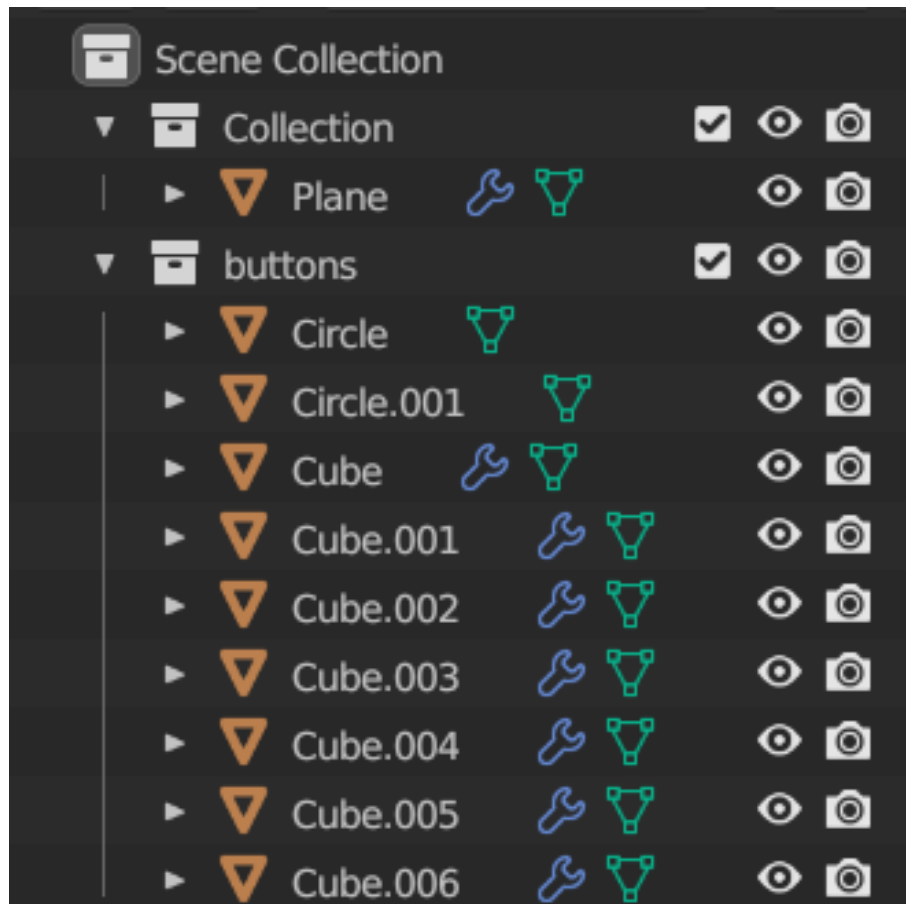 Scene Collection
Collection
Plane
buttons
Circle
Circle.001
Cube
Cube.001
Cube.002
Cube.003
Cube.004
Cube.005
Cube.006